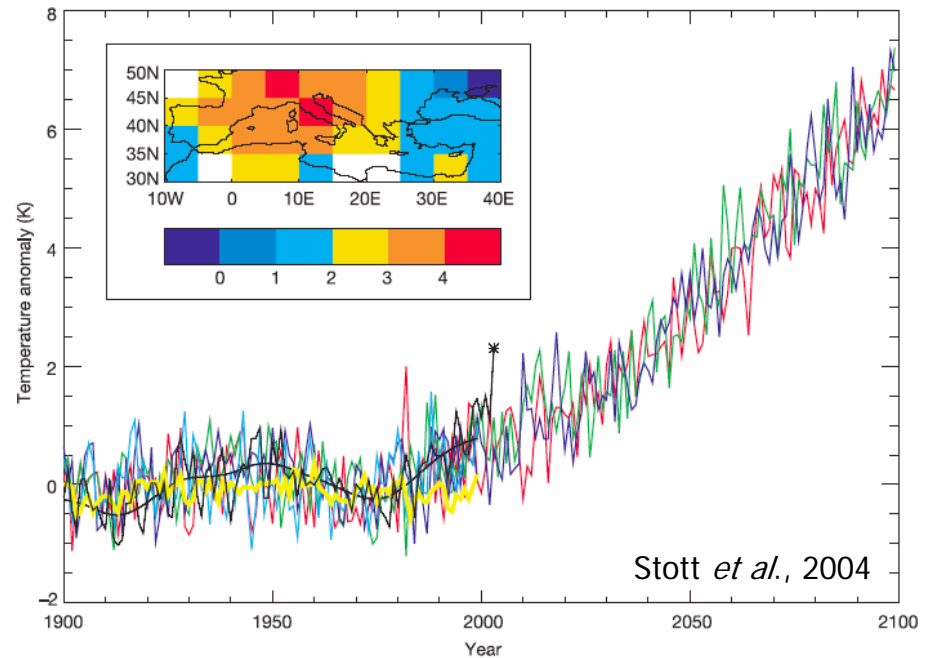 8
6
4
2
0
−2
Temperature anomaly (K)
50N
45N
40N
35N
30N
10W 0 10E 20E 30E 40E
0 1 2 3 4
Stott et al., 2004
1900 1950 2000 2050 2100
Year